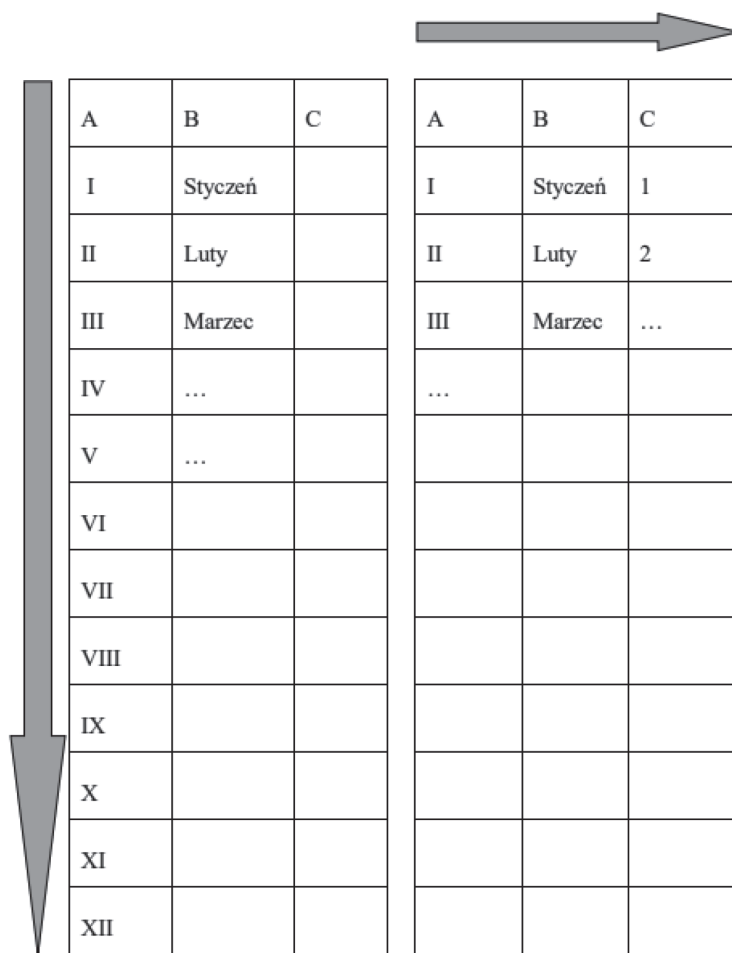 A B C
I Styczeń
II Luty
III Marzec
IV …
V …
VI
VII
VIII
IX
X
XI
XII
A B C
I Styczeń 1
II Luty 2
III Marzec …
…